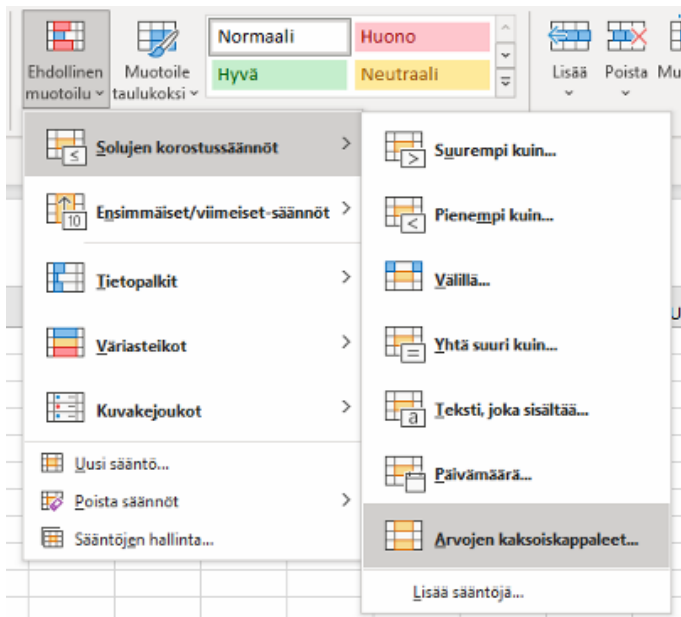 Normaali
Huono
Ehdollinen
muotoilu
Muotoile
taulukoksi
Hyvä
Neutraali
Lisää
Poista
Mu
Solujen korostussäännöt
Ensimmäiset/viimeiset-säännöt
10
Tietopalkit
Väriasteikot
Kuvakejoukot
Uusi sääntö...
Poista säännöt
Sääntöjen hallinta...
Suurempi kuin...
Pienempi kuin...
Välillä...
Yhtä suuri kuin...
Teksti, joka sisältää...
a
Päivämäärä...
Arvojen kaksoiskappaleet...
Lisää sääntöjä...
U